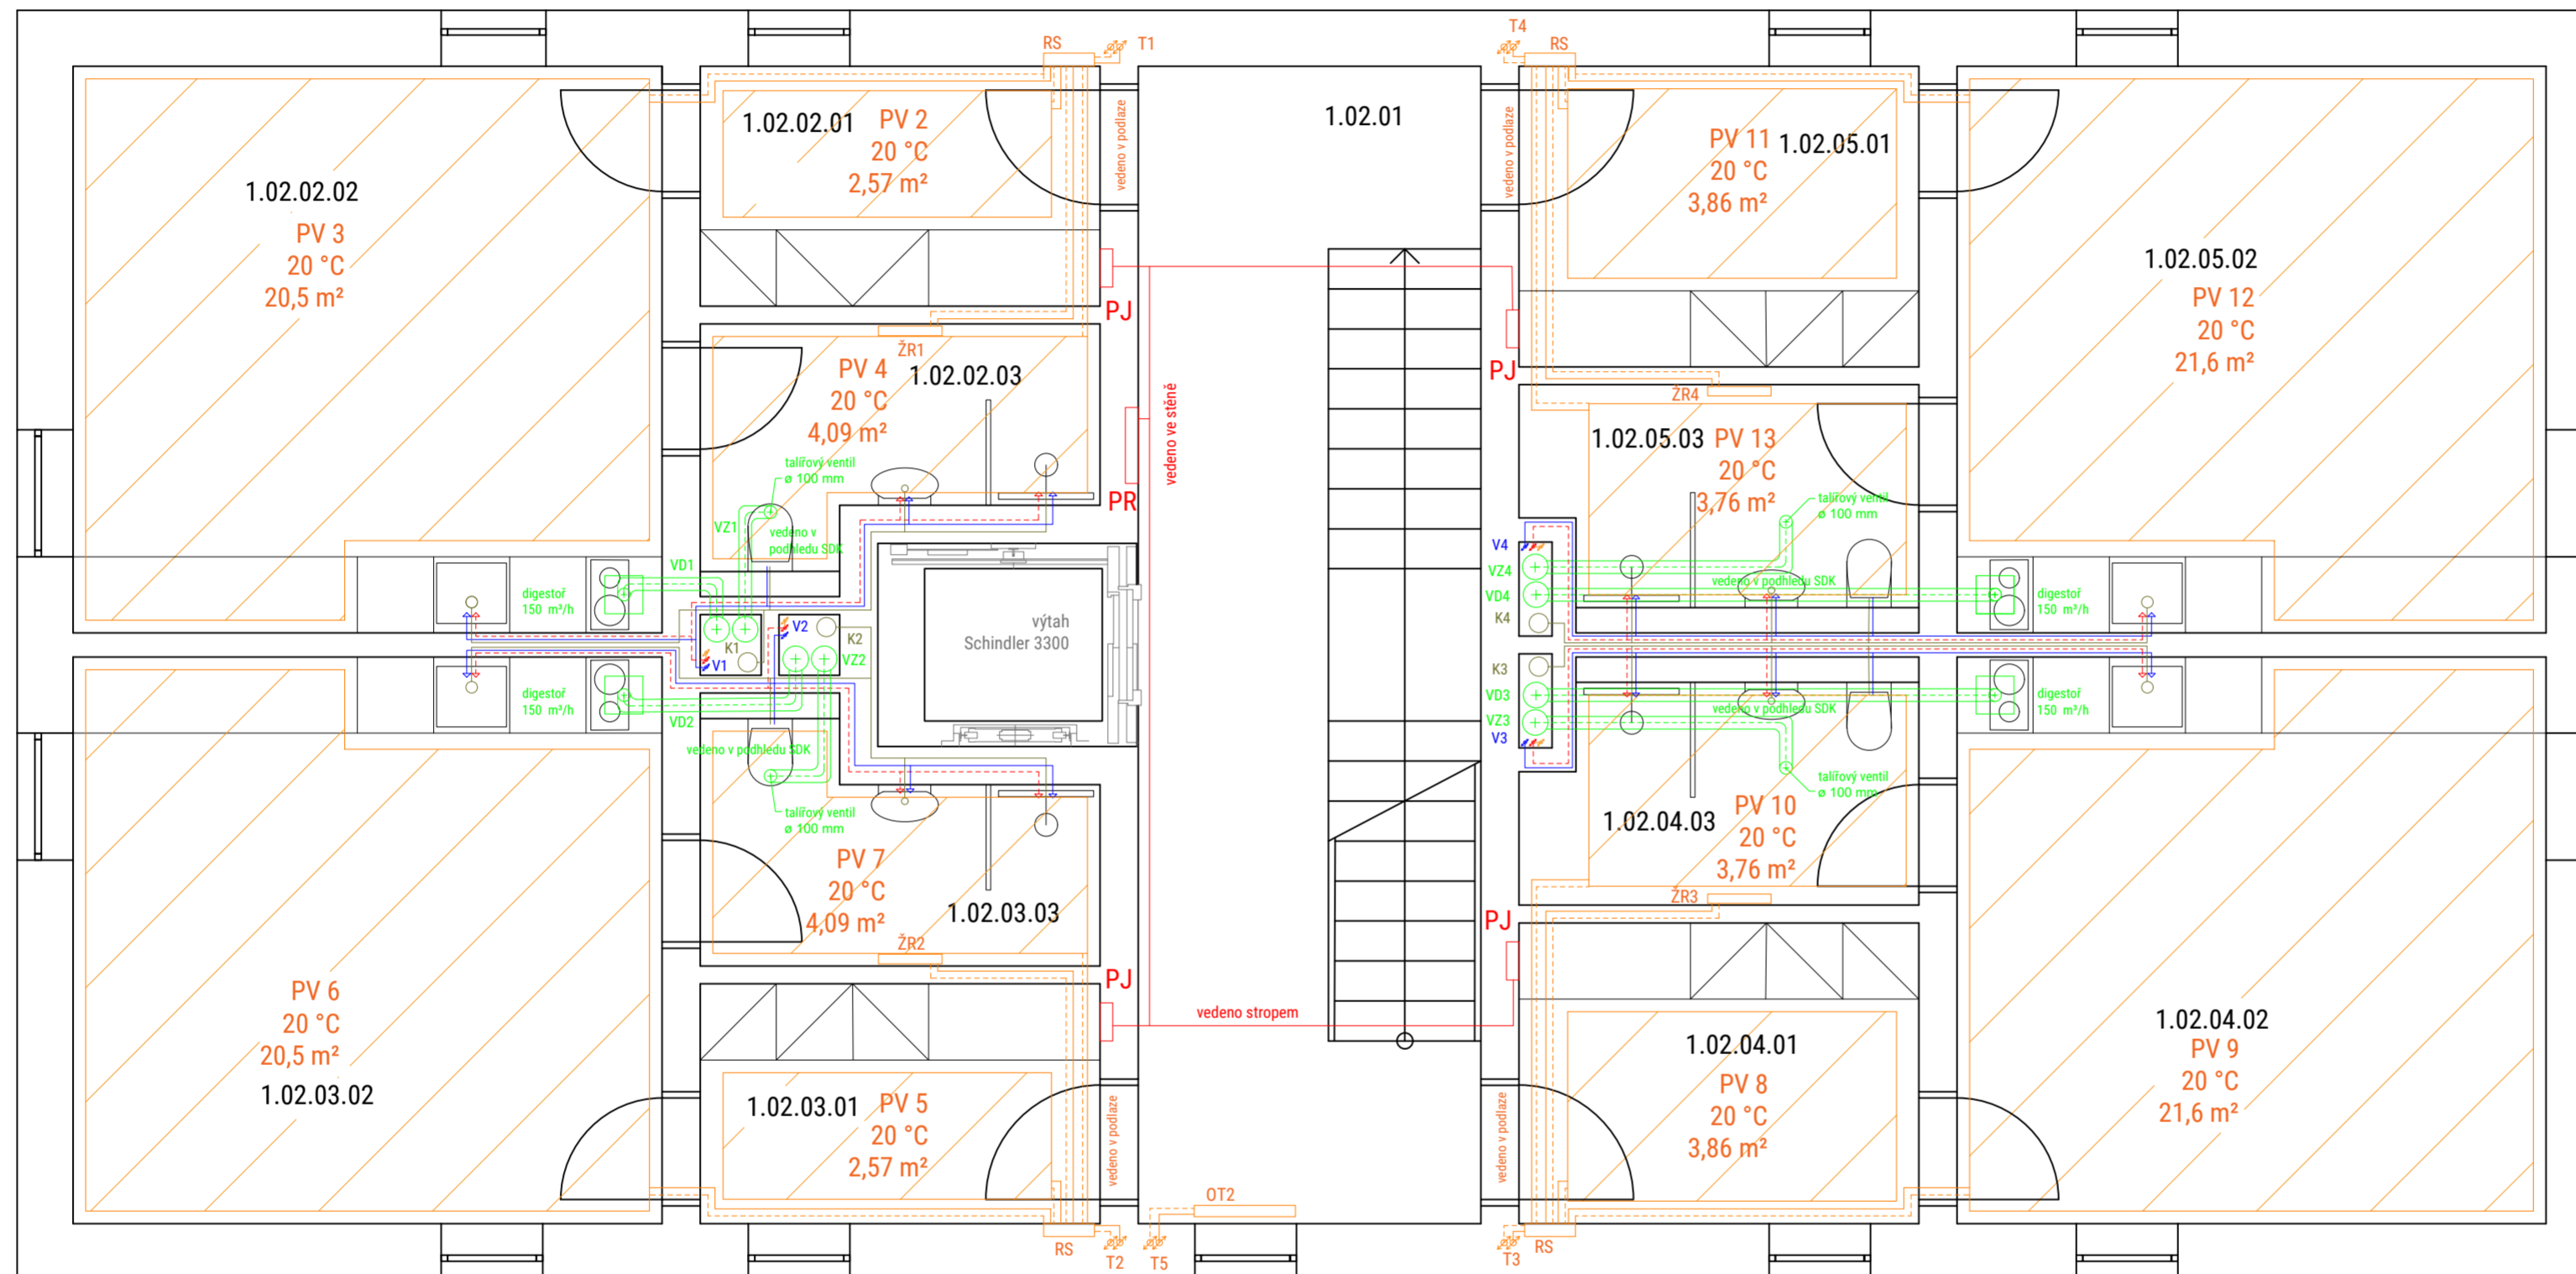 RS
T1
T4
RS
1.02.02.01
PV 2
20 °C
2,57 m²
vedeno v podlaze
1.02.01
vedeno v podlaze
PV 11
20 °C
3,86 m²
1.02.05.01
1.02.02.02
PV 3
20 °C
20,5 m²
1.02.05.02
PV 12
20 °C
21,6 m²
PJ
PJ
ŽR1
PV 4
20 °C
4,09 m²
1.02.02.03
vedeno ve stěně
PR
ŽR4
1.02.05.03
PV 13
20 °C
3,76 m²
talířový ventil
ø 100 mm
VZ1
vedeno v
podhledu SDK
VD1
talířový ventil
ø 100 mm
V4
VZ4
VD4
K4
vedeno v podhledu SDK
digestoř
150 m³/h
digestoř
150 m³/h
K1
V1
V2
K2
VZ2
výtah
Schindler 3300
K3
VD3
VZ3
V3
vedeno v podhledu SDK
digestoř
150 m³/h
digestoř
150 m³/h
VD2
vedeno v podhledu SDK
talířový ventil
ø 100 mm
talířový ventil
ø 100 mm
PV 7
20 °C
4,09 m²
1.02.03.03
ŽR2
1.02.04.03
PV 10
20 °C
3,76 m²
ŽR3
PJ
PJ
vedeno stropem
PV 6
20 °C
20,5 m²
1.02.03.02
1.02.03.01
PV 5
20 °C
2,57 m²
vedeno v podlaze
vedeno v podlaze
1.02.04.01
PV 8
20 °C
3,86 m²
1.02.04.02
PV 9
20 °C
21,6 m²
OT2
RS
T2
T5
T3
RS